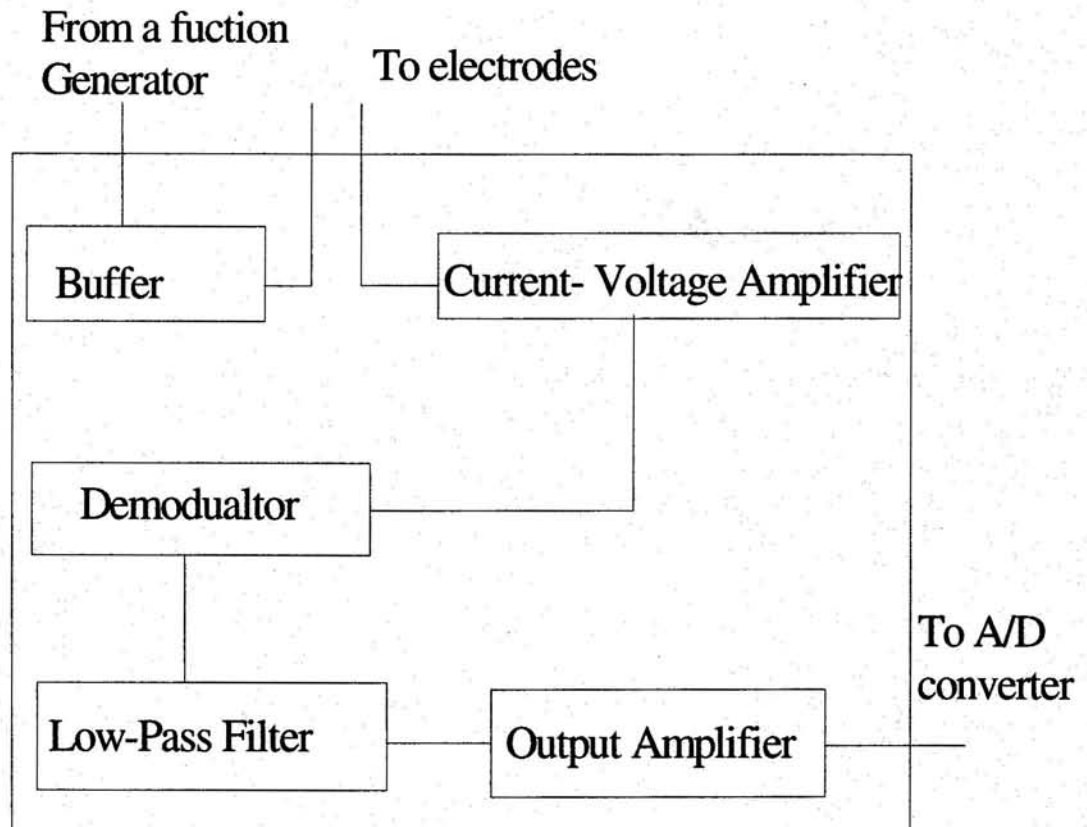 From a fuction
Generator
To electrodes
Buffer
Current- Voltage Amplifier
Demodualtor
To A/D
converter
Low-Pass Filter
Output Amplifier